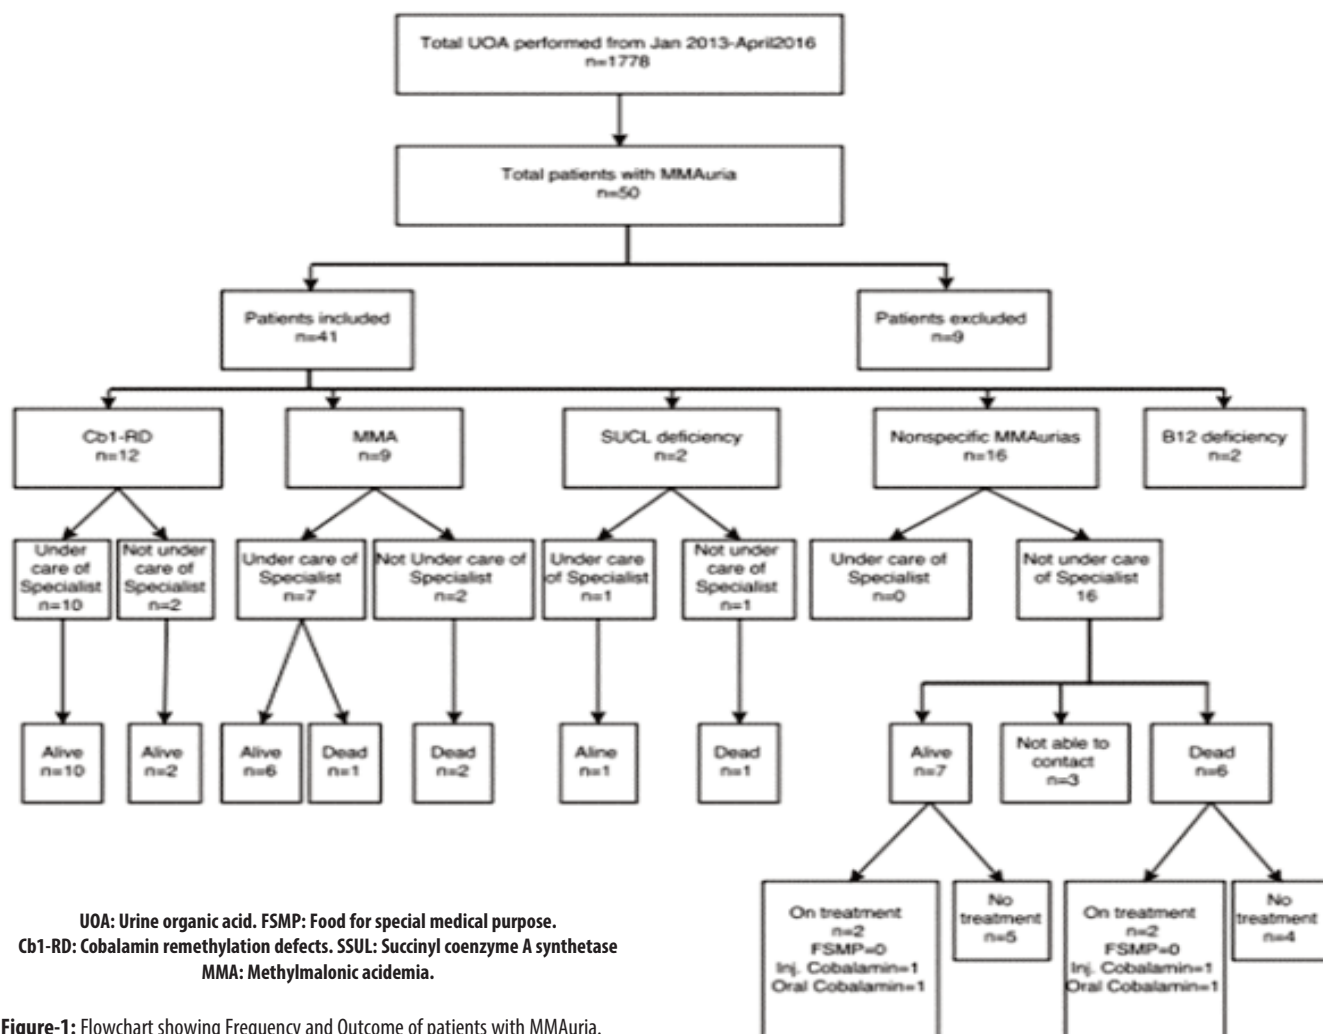 Total UOA performed from Jan 2013-April2016
n=1778
Total patients with MMAuria
n=50
Patients included
n=41
Patients excluded
n=9
Cb1-RD
n=12
MMA
n=9
SUCL deficiency
n=2
Nonspecific MMAurias
n=16
B12 deficiency
n=2
Under
care of
Specialist
n=10
Not under
care of
Specialist
n=2
Under care of
Specialist
n=7
Not Under care of
Specialist
n=2
Under care
of Specialist
n=1
Not under
care of
Specialist
n=1
Under care of
Specialist
n=0
Not under care
of Specialist
16
Alive
n=10
Alive
n=2
Alive
n=6
Dead
n=1
Dead
n=2
Aline
n=1
Dead
n=1
Alive
n=7
Not able to
contact
n=3
Dead
n=6
On treatment
n=2
FSMP=0
Inj. Cobalamin=1
Oral Cobalamin=1
No
treatment
n=5
On treatment
n=2
FSMP=0
Inj. Cobalamin=1
Oral Cobalamin=1
No
treatment
n=4
UOA: Urine organic acid. FSMP: Food for special medical purpose.
Cb1-RD: Cobalamin remethylation defects. SSUL: Succinyl coenzyme A synthetase
MMA: Methylmalonic acidemia.
Figure-1: Flowchart showing Frequency and Outcome of patients with MMAuria.